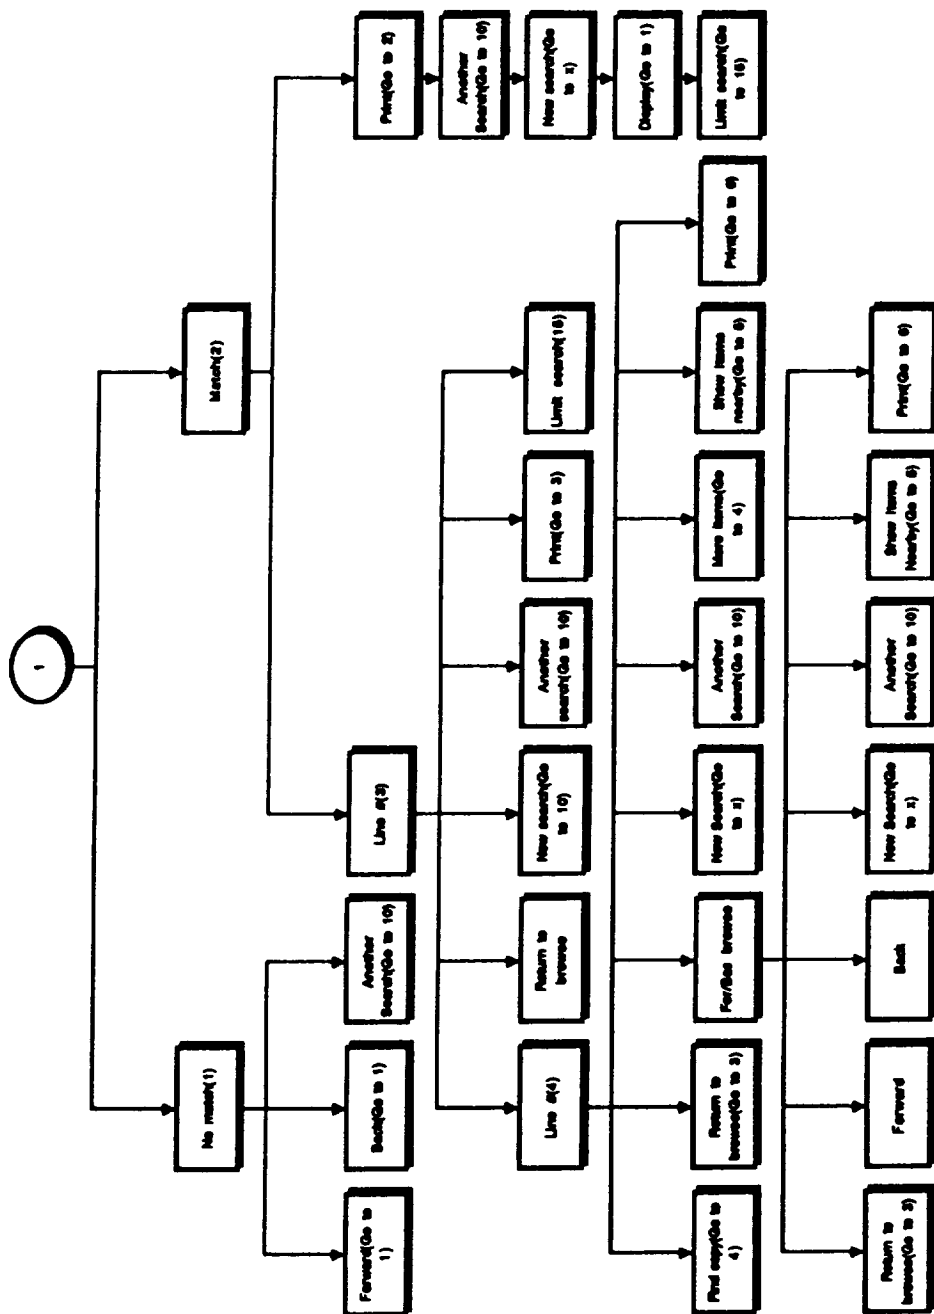 1
No match(1)
Match(2)
Forward(Go to
1)
Back(Go to 1)
Another
Search(Go to 10)
Line #(3)
Print(Go to 2)
Another
Search(Go to 10)
New search(Go
to x)
Display(Go to 1)
Limit search(Go
to 15)
Line #(4)
Return to
browse
New search(Go
to 10)
Another
search(Go to 10)
Print(Go to 3)
Limit search(15)
Find copy(Go to
4)
Return to
browse(Go to 3)
For/Bac browse
New Search(Go
to x)
Another
Search(Go to 10)
More items(Go
to 4)
Show items
nearby(Go to 5)
Print(Go to 6)
Return to
browse(Go to 3)
Forward
Back
New Search(Go
to x)
Another
Search(Go to 10)
Show items
Nearby(Go to 5)
Print(Go to 6)